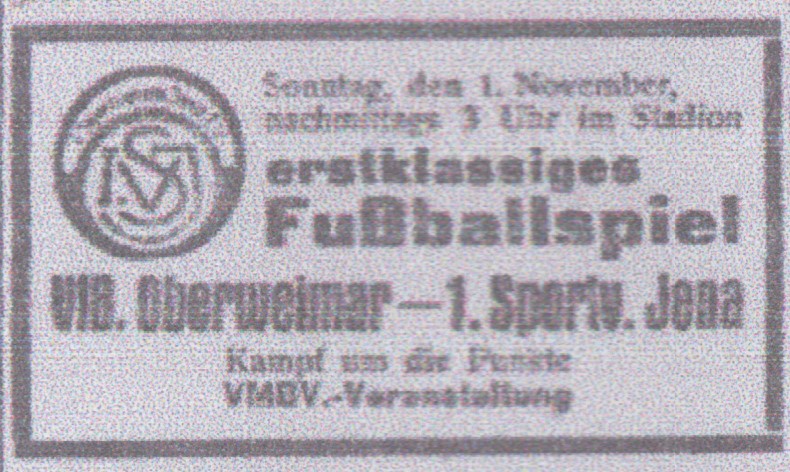 Sonntag, den 1. November,
nachmittags 3 Uhr im Stadion
erstklassiges
Fußballspiel
VfB. Oberweimar — 1. Sportv. Jena
Kampf um die Punkte
VMBV.-Veranstaltung